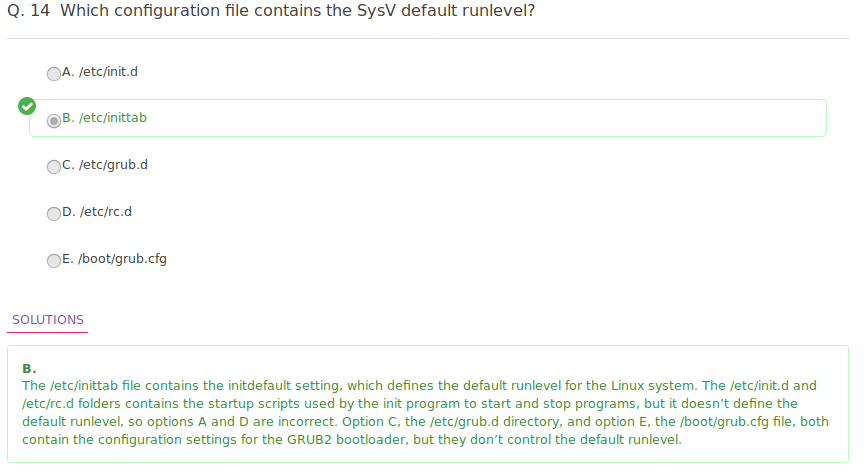 Q. 14 Which configuration file contains the SysV default runlevel?
A. /etc/init.d
B. /etc/inittab
C. /etc/grub.d
D. /etc/rc.d
E. /boot/grub.cfg
SOLUTIONS
B.
The /etc/inittab file contains the initdefault setting, which defines the default runlevel for the Linux system. The /etc/init.d and
/etc/rc.d folders contains the startup scripts used by the init program to start and stop programs, but it doesn’t define the
default runlevel, so options A and D are incorrect. Option C, the /etc/grub.d directory, and option E, the /boot/grub.cfg file, both
contain the configuration settings for the GRUB2 bootloader, but they don’t control the default runlevel.